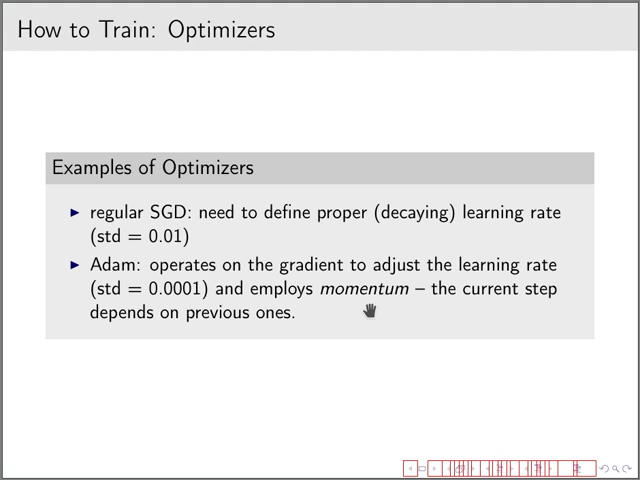 How to Train: Optimizers
Examples of Optimizers
regular SGD: need to define proper (decaying) learning rate
(std = 0.01)
Adam: operates on the gradient to adjust the learning rate
(std = 0.0001) and employs momentum – the current step
depends on previous ones.